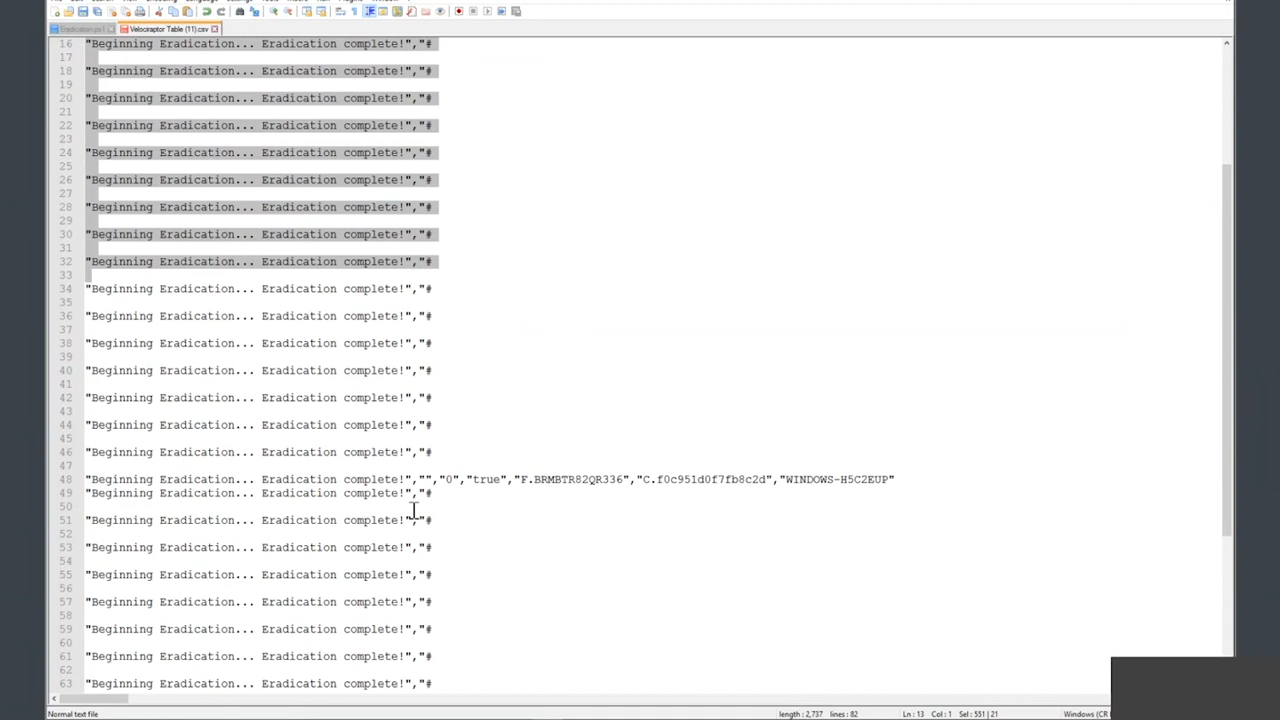 Eradication.ps1 Velociraptor Table (11).csv
16 "Beginning Eradication... Eradication complete!","#
17
18 "Beginning Eradication... Eradication complete!","#
19
20 "Beginning Eradication... Eradication complete!","#
21
22 "Beginning Eradication... Eradication complete!","#
23
24 "Beginning Eradication... Eradication complete!","#
25
26 "Beginning Eradication... Eradication complete!","#
27
28 "Beginning Eradication... Eradication complete!","#
29
30 "Beginning Eradication... Eradication complete!","#
31
32 "Beginning Eradication... Eradication complete!","#
33
34 "Beginning Eradication... Eradication complete!","#
35
36 "Beginning Eradication... Eradication complete!","#
37
38 "Beginning Eradication... Eradication complete!","#
39
40 "Beginning Eradication... Eradication complete!","#
41
42 "Beginning Eradication... Eradication complete!","#
43
44 "Beginning Eradication... Eradication complete!","#
45
46 "Beginning Eradication... Eradication complete!","#
47
48 "Beginning Eradication... Eradication complete!","","0","true","F.BRMBTR82QR336","C.f0c951d0f7fb8c2d","WINDOWS-H5C2EUP"
49 "Beginning Eradication... Eradication complete!","#
50
51 "Beginning Eradication... Eradication complete!","#
52
53 "Beginning Eradication... Eradication complete!","#
54
55 "Beginning Eradication... Eradication complete!","#
56
57 "Beginning Eradication... Eradication complete!","#
58
59 "Beginning Eradication... Eradication complete!","#
60
61 "Beginning Eradication... Eradication complete!","#
62
63 "Beginning Eradication... Eradication complete!","#
Normal text file length : 2,737 lines : 82 Ln : 13 Col : 1 Sel : 551 | 21 Windows (CR